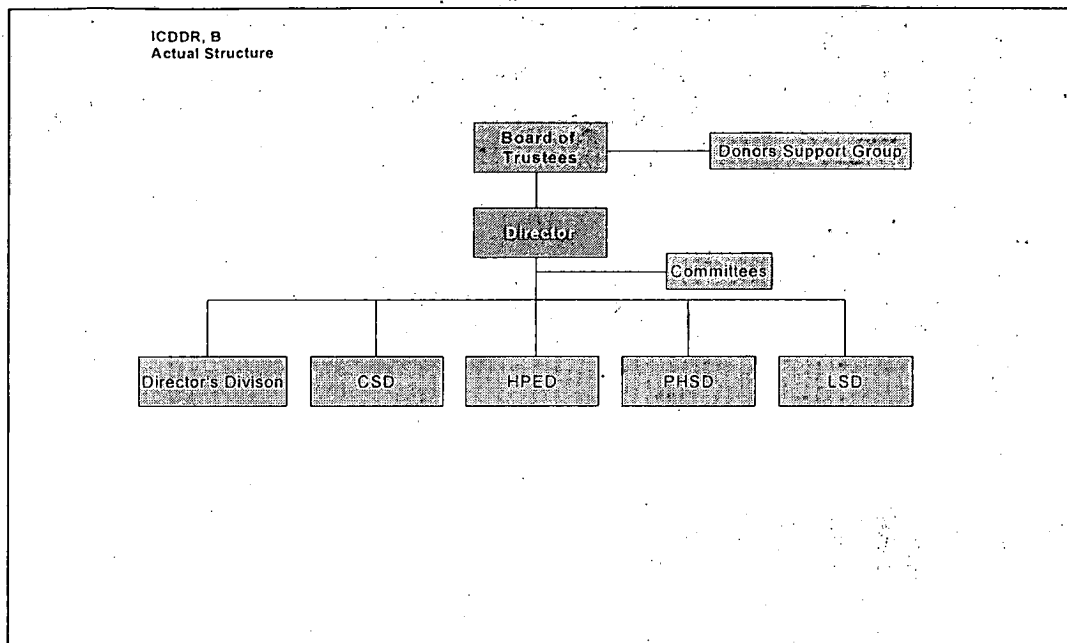 ICDDR, B
Actual Structure
Board of
Trustees
Donors Support Group
Director
Committees
Director's Divison
CSD
HPED
PHSD
LSD